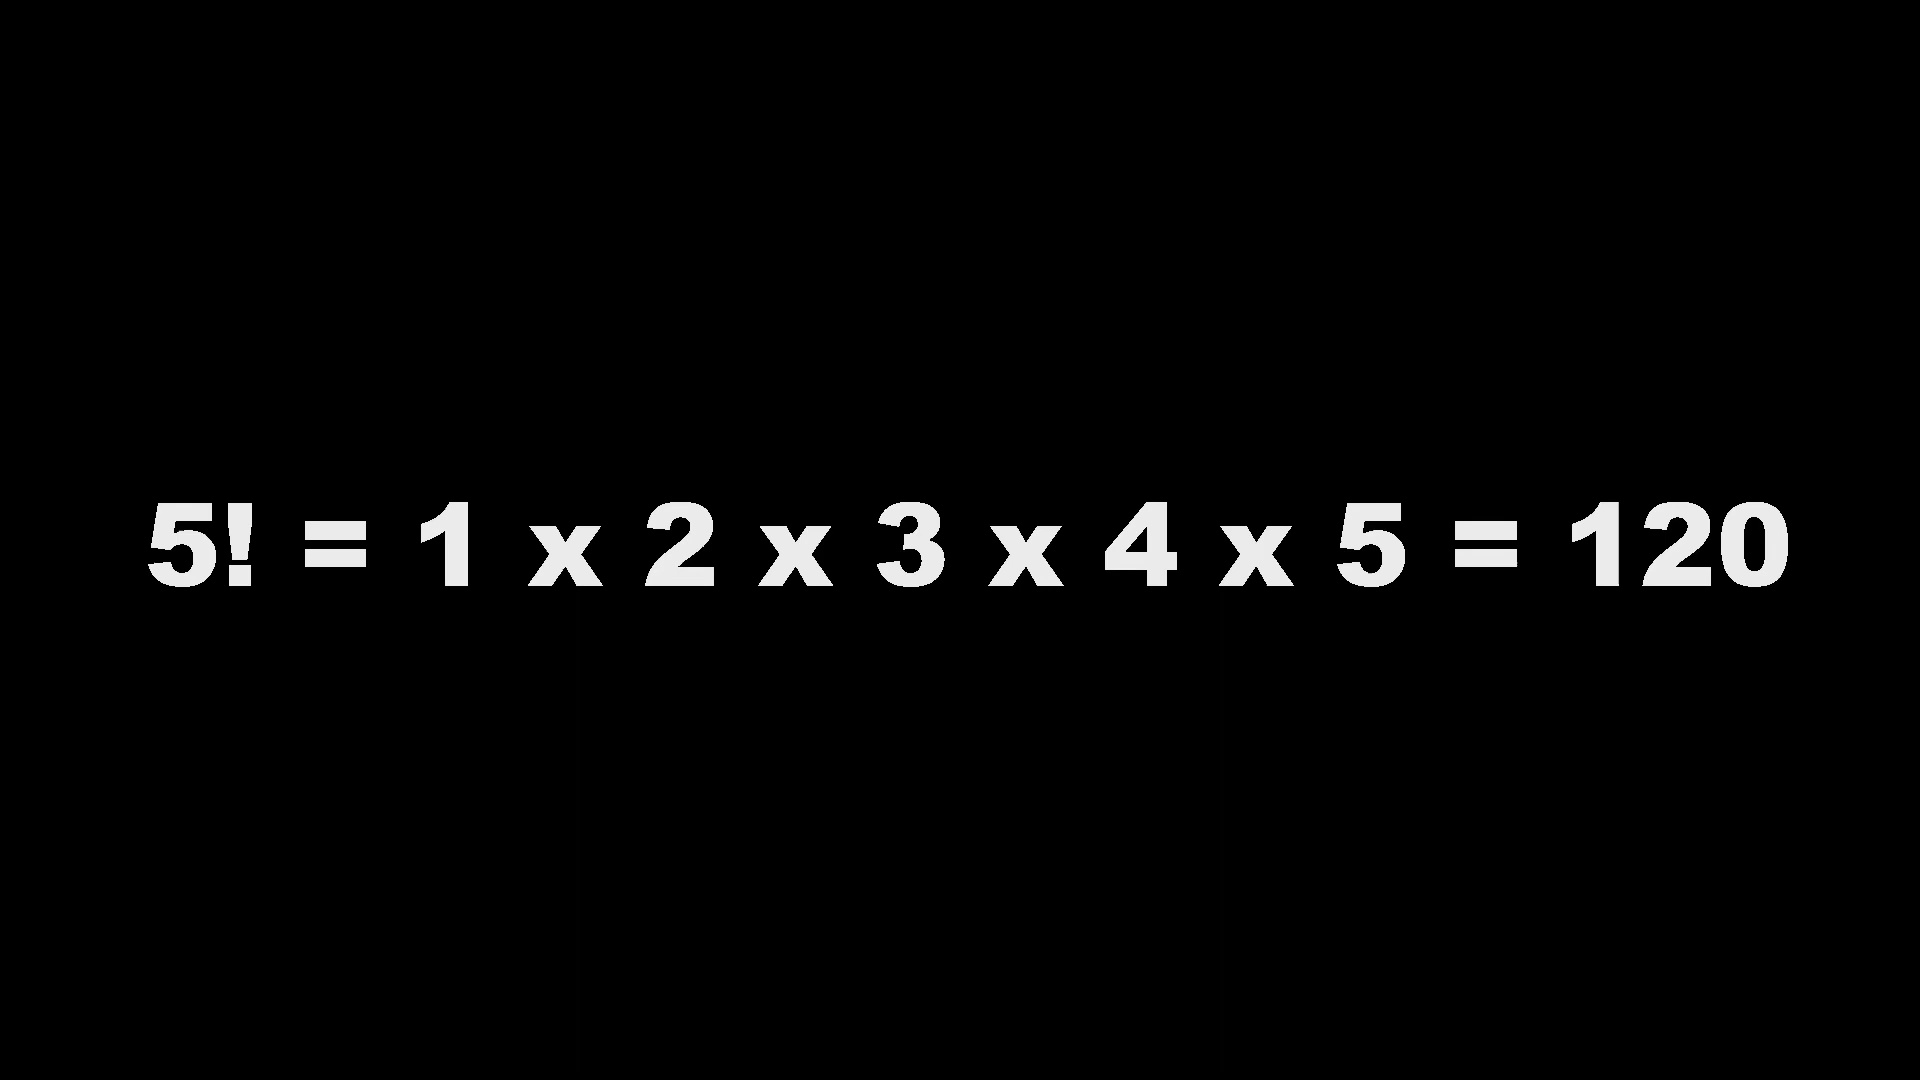 5! = 1 x 2 x 3 x 4 x 5 = 120